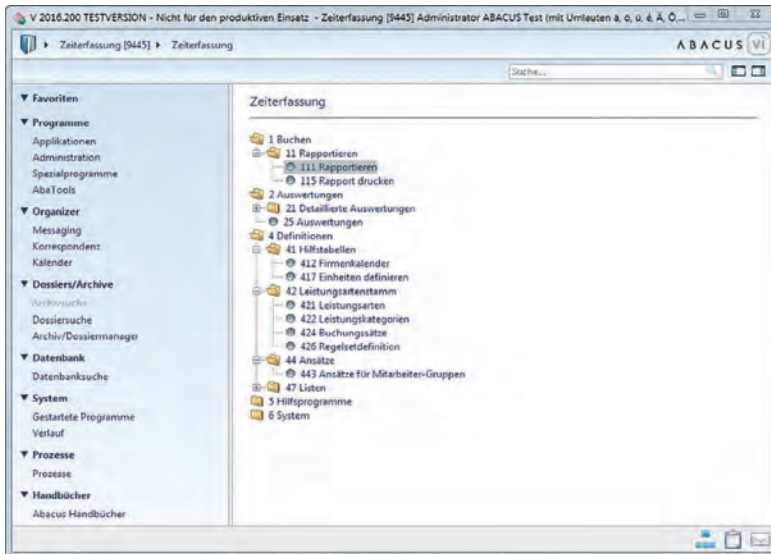 V 2016.200 TESTVERSION - Nicht für den produktiven Einsatz - Zeiterfassung [9445] Administrator ABACUS Test (mit Umlauten ä, ö, ü, é, Ä, Ö,...
Zeiterfassung [9445] Zeiterfassung
ABACUS vi
Suche...
Favoriten
Programme
Applikationen
Administration
Spezialprogramme
AbaTools
Organizer
Messaging
Korrespondenz
Kalender
Dossiers/Archive
Archivsuche
Dossiersuche
Archiv/Dossiermanager
Datenbank
Datenbanksuche
System
Gestartete Programme
Verlauf
Prozesse
Prozesse
Handbücher
Abacus Handbücher
Zeiterfassung
1 Buchen
11 Rapportieren
111 Rapportieren
115 Rapport drucken
2 Auswertungen
21 Detaillierte Auswertungen
25 Auswertungen
4 Definitionen
41 Hilfstabellen
412 Firmenkalender
417 Einheiten definieren
42 Leistungsartenstamm
421 Leistungsarten
422 Leistungskategorien
424 Buchungssätze
426 Regelsetdefinition
44 Ansätze
443 Ansätze für Mitarbeiter-Gruppen
47 Listen
5 Hilfsprogramme
6 System